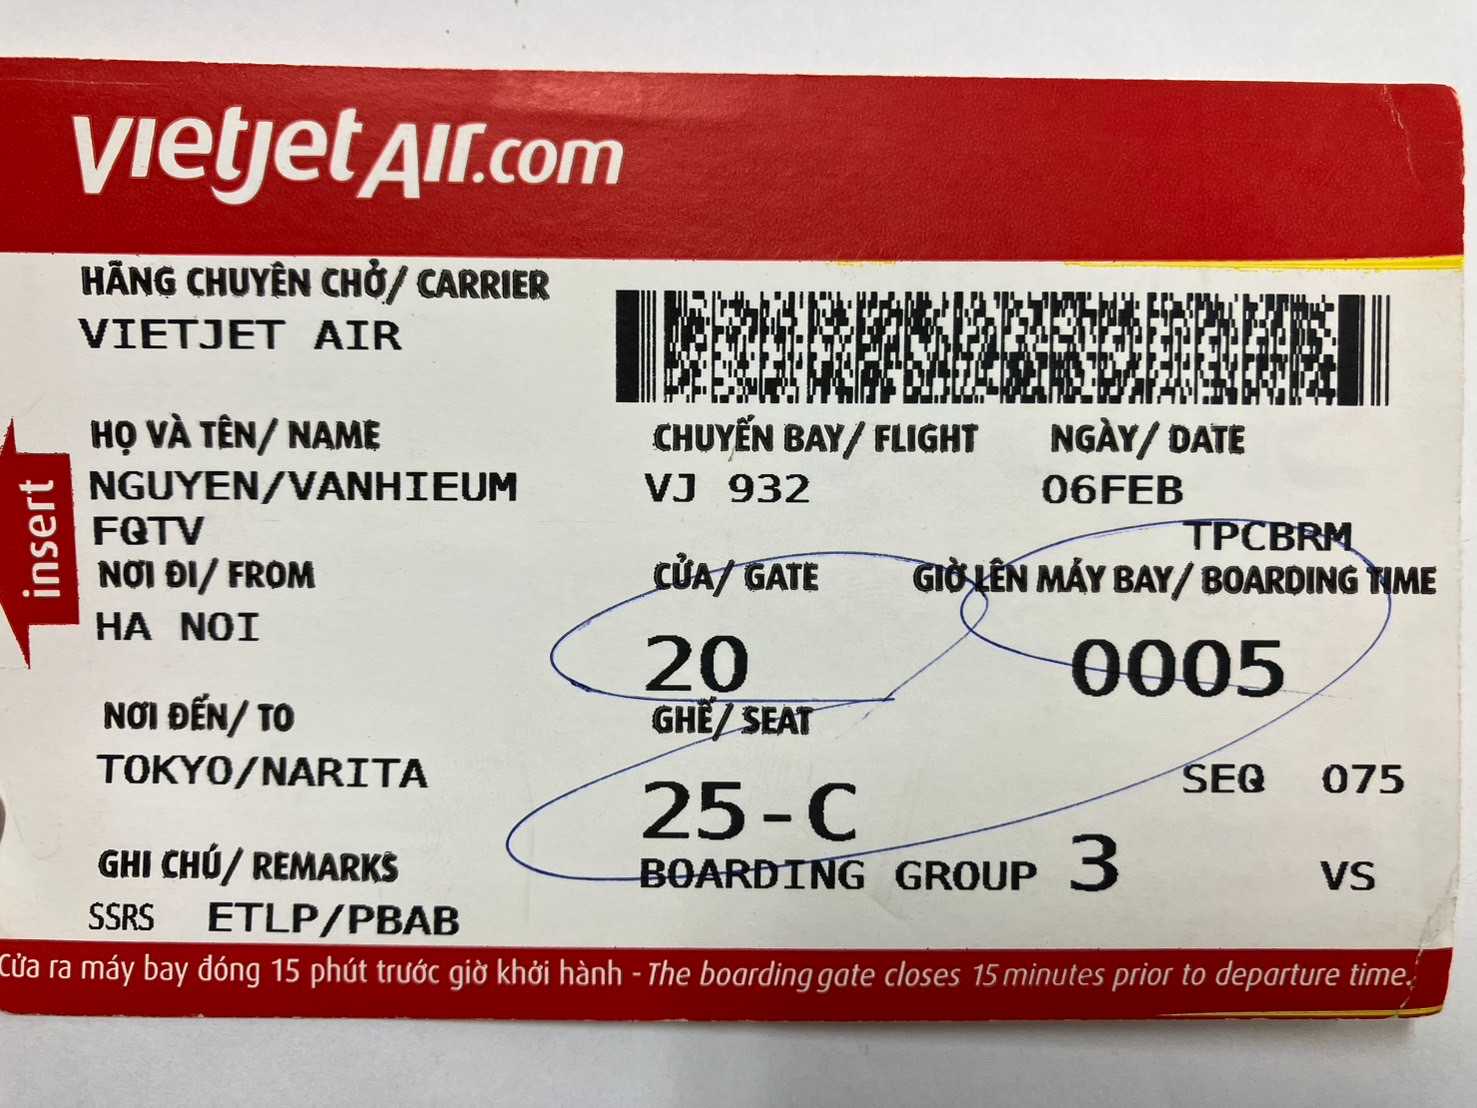 vietjetAir.com
HÃNG CHUYÊN CHỞ/ CARRIER
VIETJET AIR
HỌ VÀ TÊN/ NAME
NGUYEN/VANHIEUM
FQTV
CHUYẾN BAY/ FLIGHT
VJ 932
NGÀY/ DATE
06FEB
TPCBRM
insert
NƠI ĐI/ FROM
HA NOI
CỬA/ GATE
20
GIỜ LÊN MÁY BAY/ BOARDING TIME
0005
NƠI ĐẾN/ TO
TOKYO/NARITA
GHẾ/ SEAT
25-C
SEQ 075
GHI CHÚ/ REMARKS
SSRS ETLP/PBAB
BOARDING GROUP 3
VS
Cửa ra máy bay đóng 15 phút trước giờ khởi hành - The boarding gate closes 15 minutes prior to departure time.